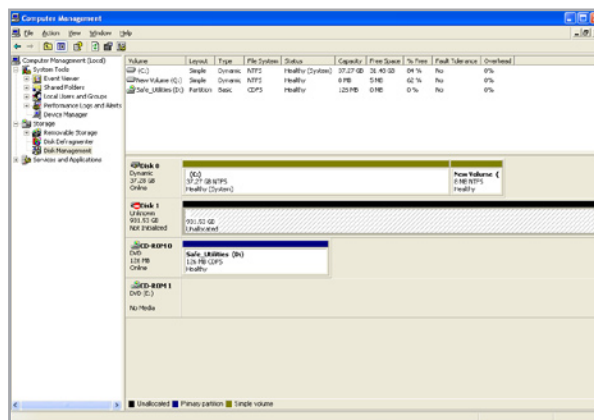 Computer Management
File Action View Window Help
Computer Management (Local)
System Tools
Event Viewer
Shared Folders
Local Users and Groups
Performance Logs and Alerts
Device Manager
Storage
Removable Storage
Disk Defragmenter
Disk Management
Services and Applications
Volume Layout Type File System Status Capacity Free Space % Free Fault Tolerance Overhead
(C:) Simple Dynamic NTFS Healthy (System) 37.27 GB 31.40 GB 84 % No 0%
New Volume (G:) Simple Dynamic NTFS Healthy 8 MB 5 MB 62 % No 0%
Safe_Utilities (D:) Partition Basic CDFS Healthy 126 MB 0 MB 0 % No 0%
Disk 0
Dynamic
37.28 GB
Online
(C:)
37.27 GB NTFS
Healthy (System)
New Volume (
8 MB NTFS
Healthy
Disk 1
Unknown
931.53 GB
Not Initialized
931.53 GB
Unallocated
CD-ROM 0
DVD
126 MB
Online
Safe_Utilities (D:)
126 MB CDFS
Healthy
CD-ROM 1
DVD (E:)
No Media
Unallocated Primary partition Simple volume